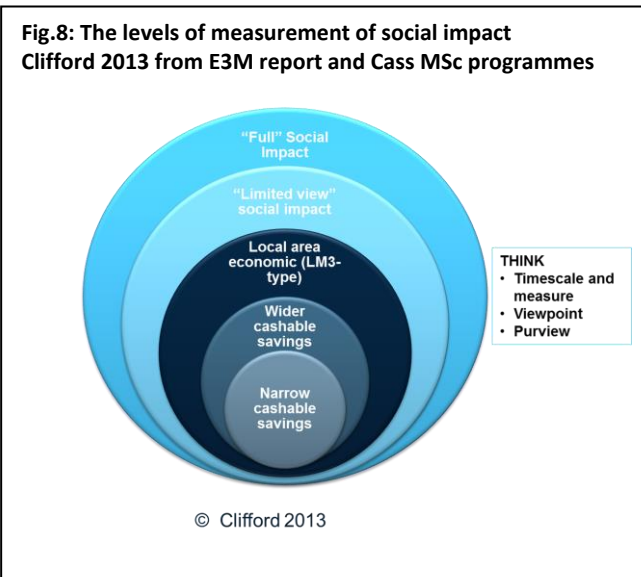 Fig.8: The levels of measurement of social impact
Clifford 2013 from E3M report and Cass MSc programmes
“Full” Social
Impact
“Limited view”
social impact
Local area
economic (LM3-
type)
Wider
cashable
savings
Narrow
cashable
savings
THINK
• Timescale and
measure
• Viewpoint
• Purview
© Clifford 2013